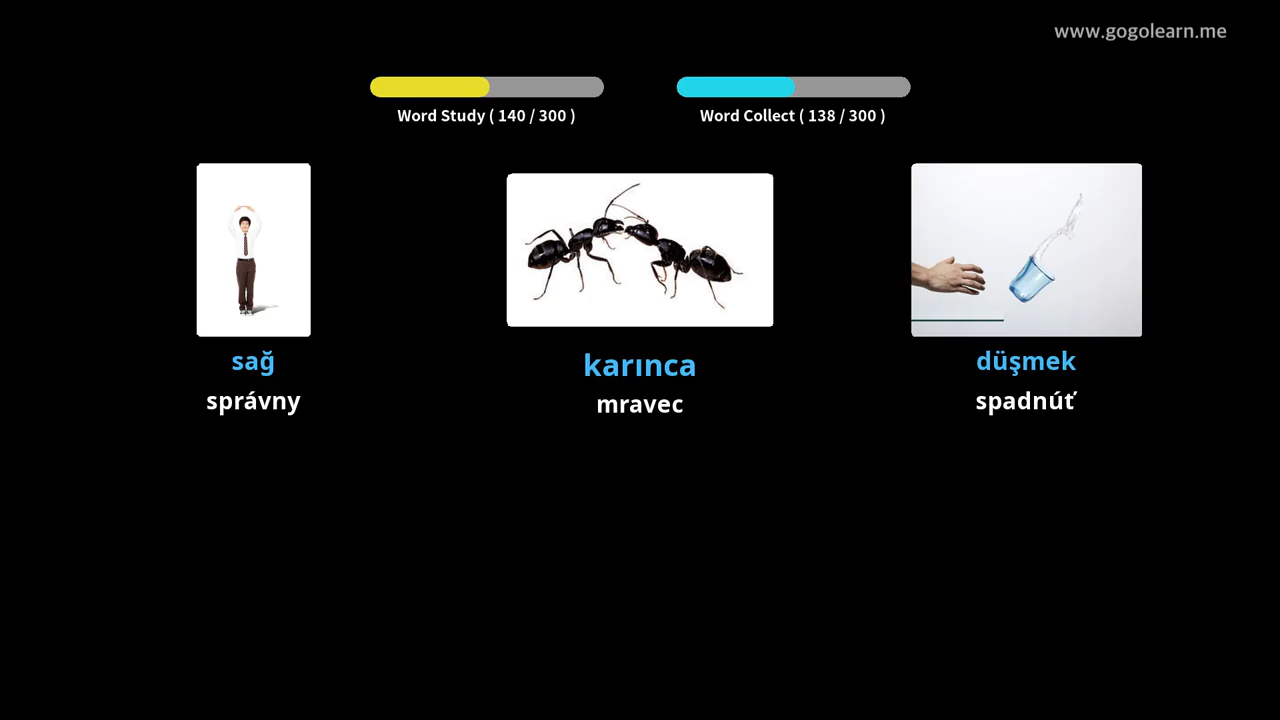 www.gogolearn.me
Word Study ( 140 / 300 )
Word Collect ( 138 / 300 )
sağ
správny
karınca
mravec
düşmek
spadnúť